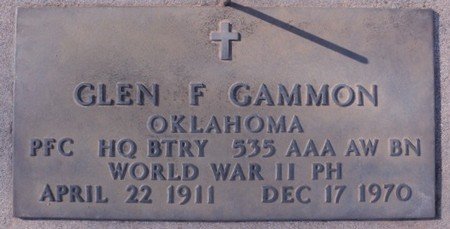 GLEN F GAMMON
OKLAHOMA
PFC HQ BTRY 535 AAA AW BN
WORLD WAR II PH
APRIL 22 1911 DEC 17 1970